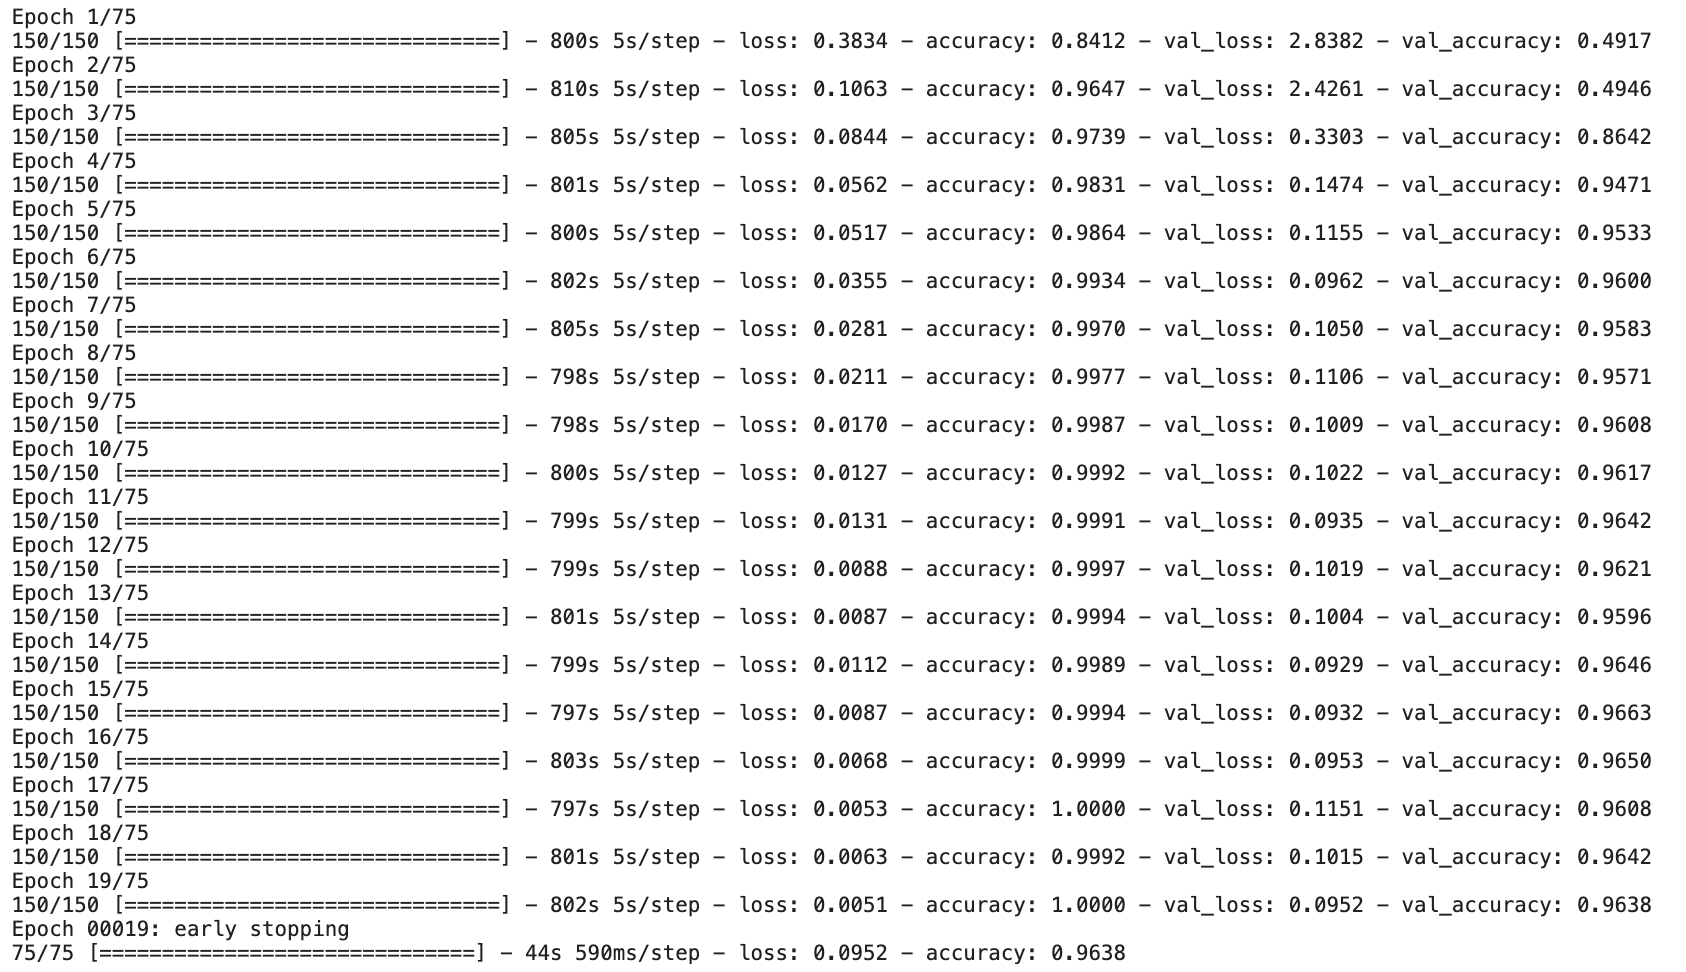 Epoch 1/75
150/150 [==============================] - 800s 5s/step - loss: 0.3834 - accuracy: 0.8412 - val_loss: 2.8382 - val_accuracy: 0.4917
Epoch 2/75
150/150 [==============================] - 810s 5s/step - loss: 0.1063 - accuracy: 0.9647 - val_loss: 2.4261 - val_accuracy: 0.4946
Epoch 3/75
150/150 [==============================] - 805s 5s/step - loss: 0.0844 - accuracy: 0.9739 - val_loss: 0.3303 - val_accuracy: 0.8642
Epoch 4/75
150/150 [==============================] - 801s 5s/step - loss: 0.0562 - accuracy: 0.9831 - val_loss: 0.1474 - val_accuracy: 0.9471
Epoch 5/75
150/150 [==============================] - 800s 5s/step - loss: 0.0517 - accuracy: 0.9864 - val_loss: 0.1155 - val_accuracy: 0.9533
Epoch 6/75
150/150 [==============================] - 802s 5s/step - loss: 0.0355 - accuracy: 0.9934 - val_loss: 0.0962 - val_accuracy: 0.9600
Epoch 7/75
150/150 [==============================] - 805s 5s/step - loss: 0.0281 - accuracy: 0.9970 - val_loss: 0.1050 - val_accuracy: 0.9583
Epoch 8/75
150/150 [==============================] - 798s 5s/step - loss: 0.0211 - accuracy: 0.9977 - val_loss: 0.1106 - val_accuracy: 0.9571
Epoch 9/75
150/150 [==============================] - 798s 5s/step - loss: 0.0170 - accuracy: 0.9987 - val_loss: 0.1009 - val_accuracy: 0.9608
Epoch 10/75
150/150 [==============================] - 800s 5s/step - loss: 0.0127 - accuracy: 0.9992 - val_loss: 0.1022 - val_accuracy: 0.9617
Epoch 11/75
150/150 [==============================] - 799s 5s/step - loss: 0.0131 - accuracy: 0.9991 - val_loss: 0.0935 - val_accuracy: 0.9642
Epoch 12/75
150/150 [==============================] - 799s 5s/step - loss: 0.0088 - accuracy: 0.9997 - val_loss: 0.1019 - val_accuracy: 0.9621
Epoch 13/75
150/150 [==============================] - 801s 5s/step - loss: 0.0087 - accuracy: 0.9994 - val_loss: 0.1004 - val_accuracy: 0.9596
Epoch 14/75
150/150 [==============================] - 799s 5s/step - loss: 0.0112 - accuracy: 0.9989 - val_loss: 0.0929 - val_accuracy: 0.9646
Epoch 15/75
150/150 [==============================] - 797s 5s/step - loss: 0.0087 - accuracy: 0.9994 - val_loss: 0.0932 - val_accuracy: 0.9663
Epoch 16/75
150/150 [==============================] - 803s 5s/step - loss: 0.0068 - accuracy: 0.9999 - val_loss: 0.0953 - val_accuracy: 0.9650
Epoch 17/75
150/150 [==============================] - 797s 5s/step - loss: 0.0053 - accuracy: 1.0000 - val_loss: 0.1151 - val_accuracy: 0.9608
Epoch 18/75
150/150 [==============================] - 801s 5s/step - loss: 0.0063 - accuracy: 0.9992 - val_loss: 0.1015 - val_accuracy: 0.9642
Epoch 19/75
150/150 [==============================] - 802s 5s/step - loss: 0.0051 - accuracy: 1.0000 - val_loss: 0.0952 - val_accuracy: 0.9638
Epoch 00019: early stopping
75/75 [==============================] - 44s 590ms/step - loss: 0.0952 - accuracy: 0.9638